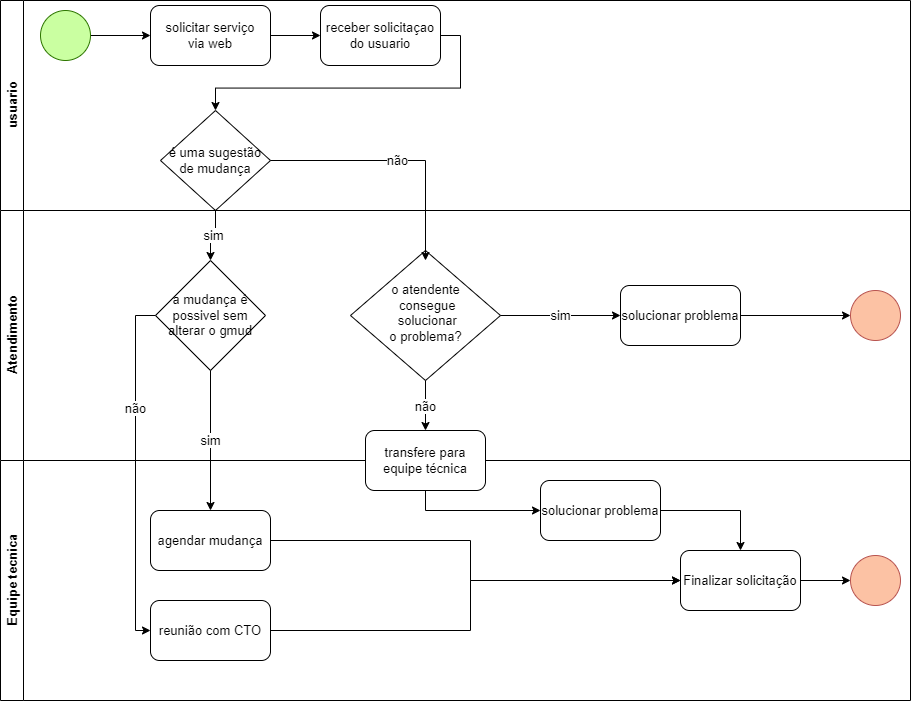 usuario
solicitar serviço
via web
receber solicitaçao
do usuario
é uma sugestão
de mudança
não
sim
Atendimento
a mudança e
possivel sem
alterar o gmud
o atendente
consegue
solucionar
o problema?
sim
solucionar problema
não
não
sim
transfere para
equipe técnica
Equipe tecnica
solucionar problema
agendar mudança
Finalizar solicitação
reunião com CTO